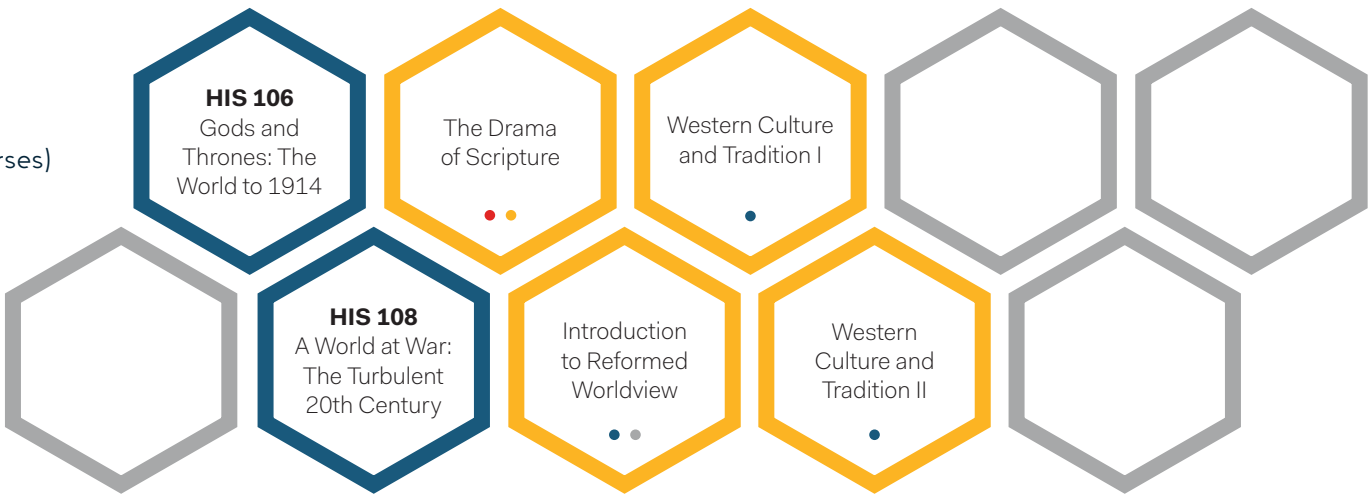 rses)
HIS 106
Gods and
Thrones: The
World to 1914
The Drama
of Scripture
Western Culture
and Tradition I
HIS 108
A World at War:
The Turbulent
20th Century
Introduction
to Reformed
Worldview
Western
Culture and
Tradition II